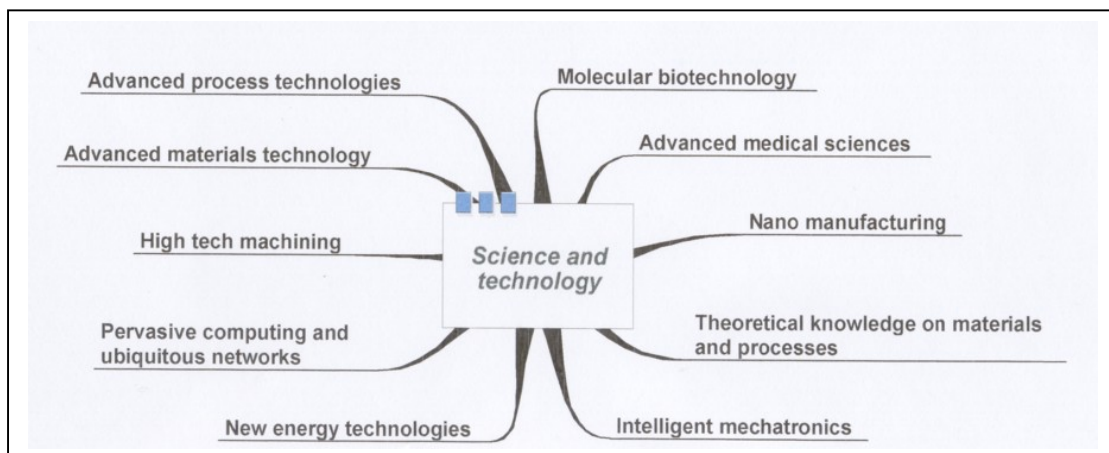 Advanced process technologies
Molecular biotechnology
Advanced materials technology
Advanced medical sciences
High tech machining
Nano manufacturing
Science and
technology
Pervasive computing and
ubiquitous networks
Theoretical knowledge on materials
and processes
New energy technologies
Intelligent mechatronics